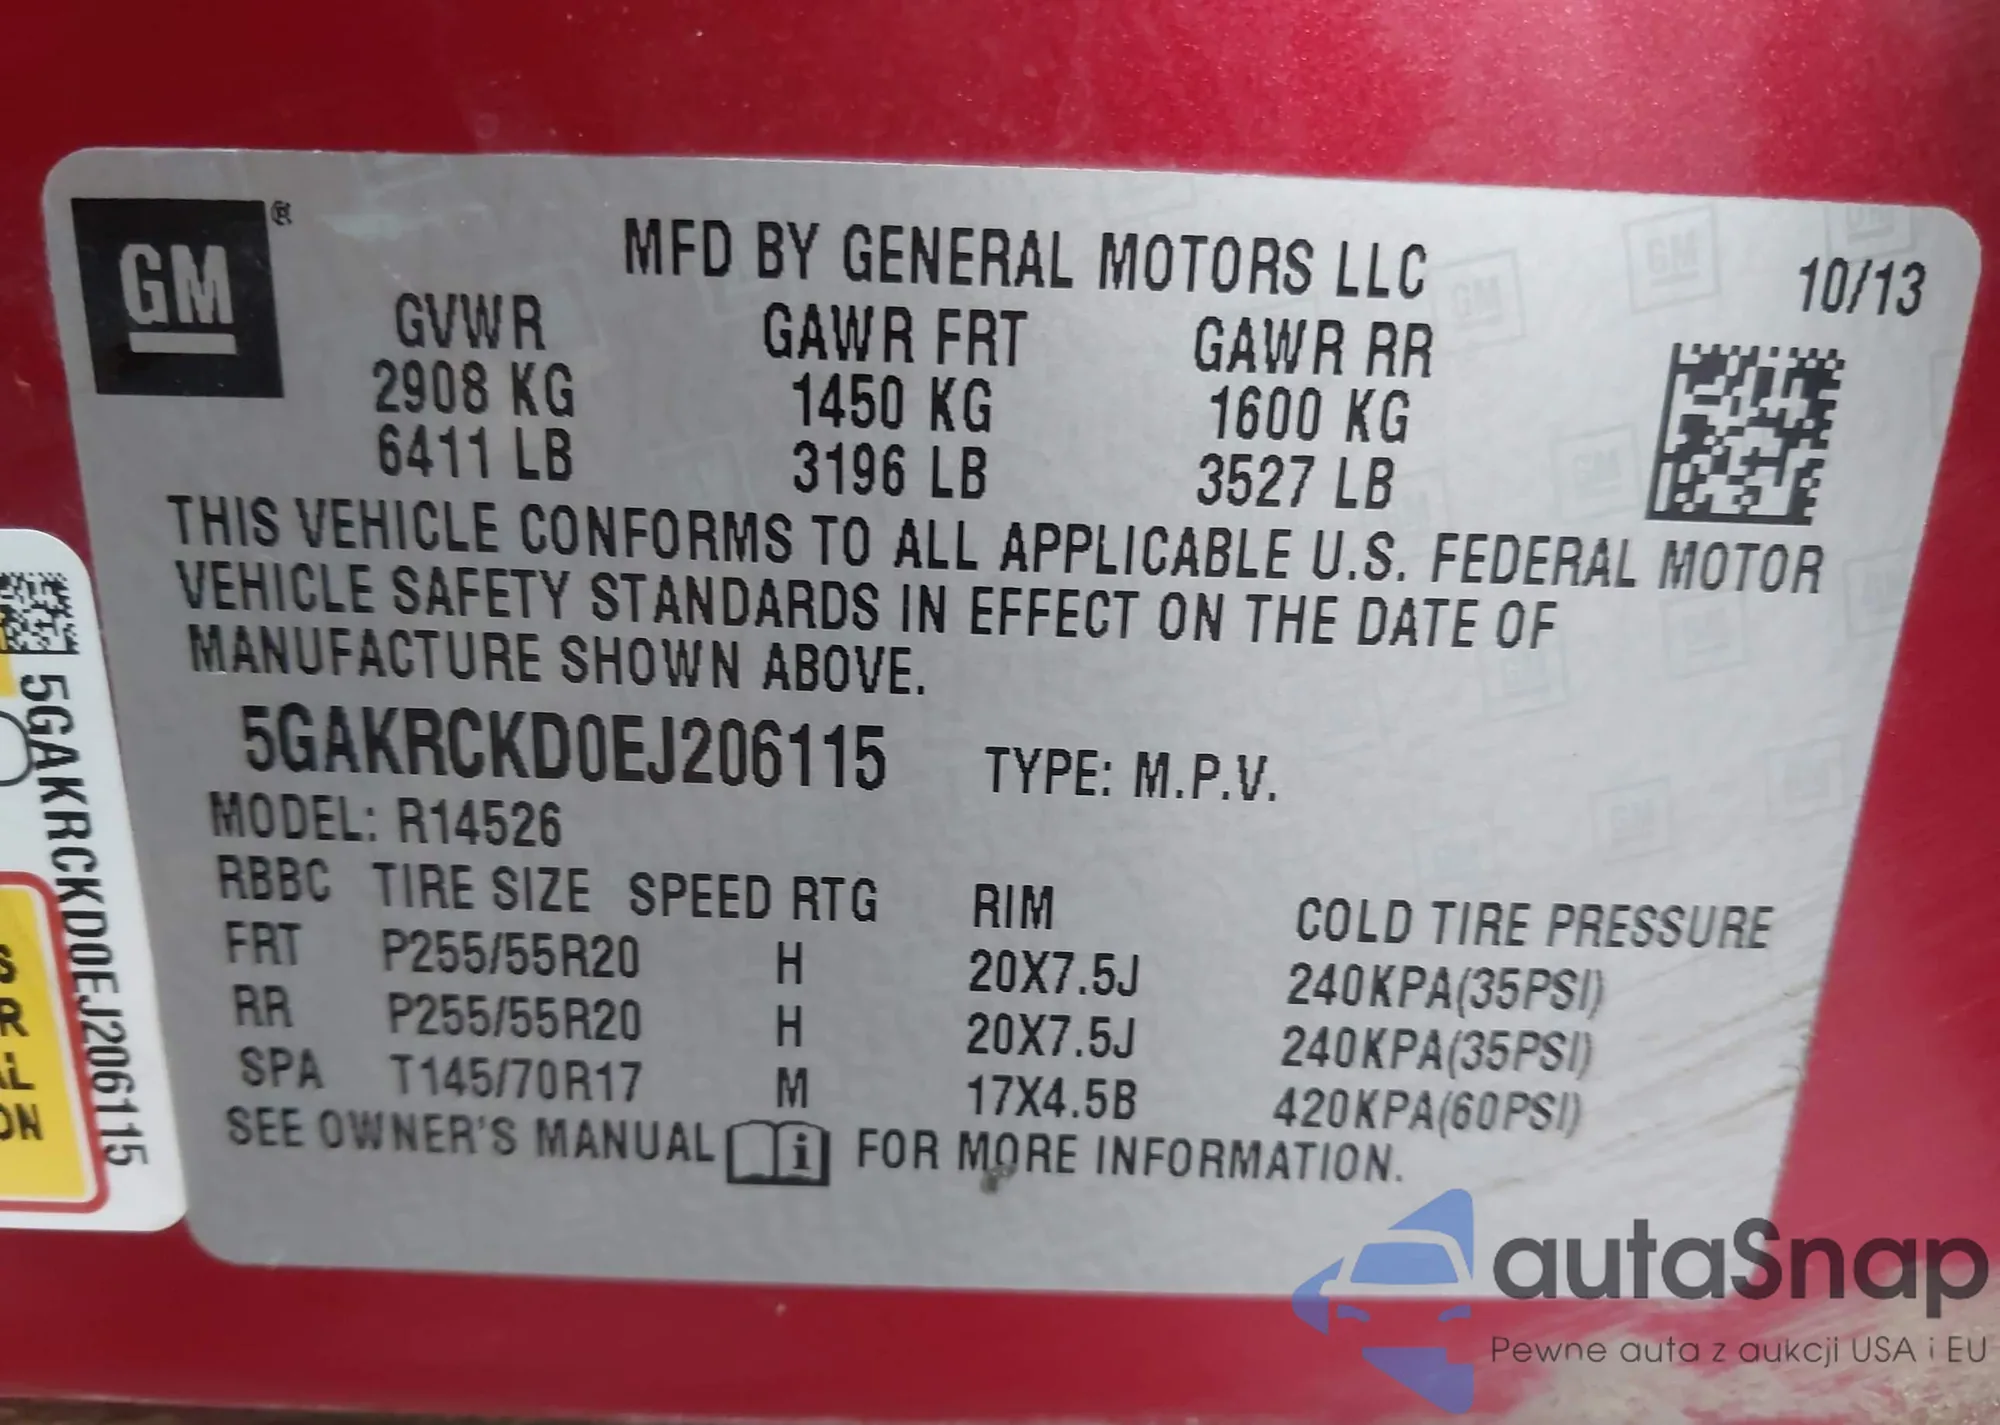 GM
®
MFD BY GENERAL MOTORS LLC
10/13
GVWR GAWR FRT GAWR RR
2908 KG 1450 KG 1600 KG
6411 LB 3196 LB 3527 LB
THIS VEHICLE CONFORMS TO ALL APPLICABLE U.S. FEDERAL MOTOR
VEHICLE SAFETY STANDARDS IN EFFECT ON THE DATE OF
MANUFACTURE SHOWN ABOVE.
5GAKRCKD0EJ206115 TYPE: M.P.V.
MODEL: R14526
RBBC TIRE SIZE SPEED RTG RIM COLD TIRE PRESSURE
FRT P255/55R20 H 20X7.5J 240KPA(35PSI)
RR P255/55R20 H 20X7.5J 240KPA(35PSI)
SPA T145/70R17 M 17X4.5B 420KPA(60PSI)
SEE OWNER'S MANUAL i FOR MORE INFORMATION.
5GAKRCKD0EJ206115
S
R
ON
autaSnap
Pewne auta z aukcji USA i EU